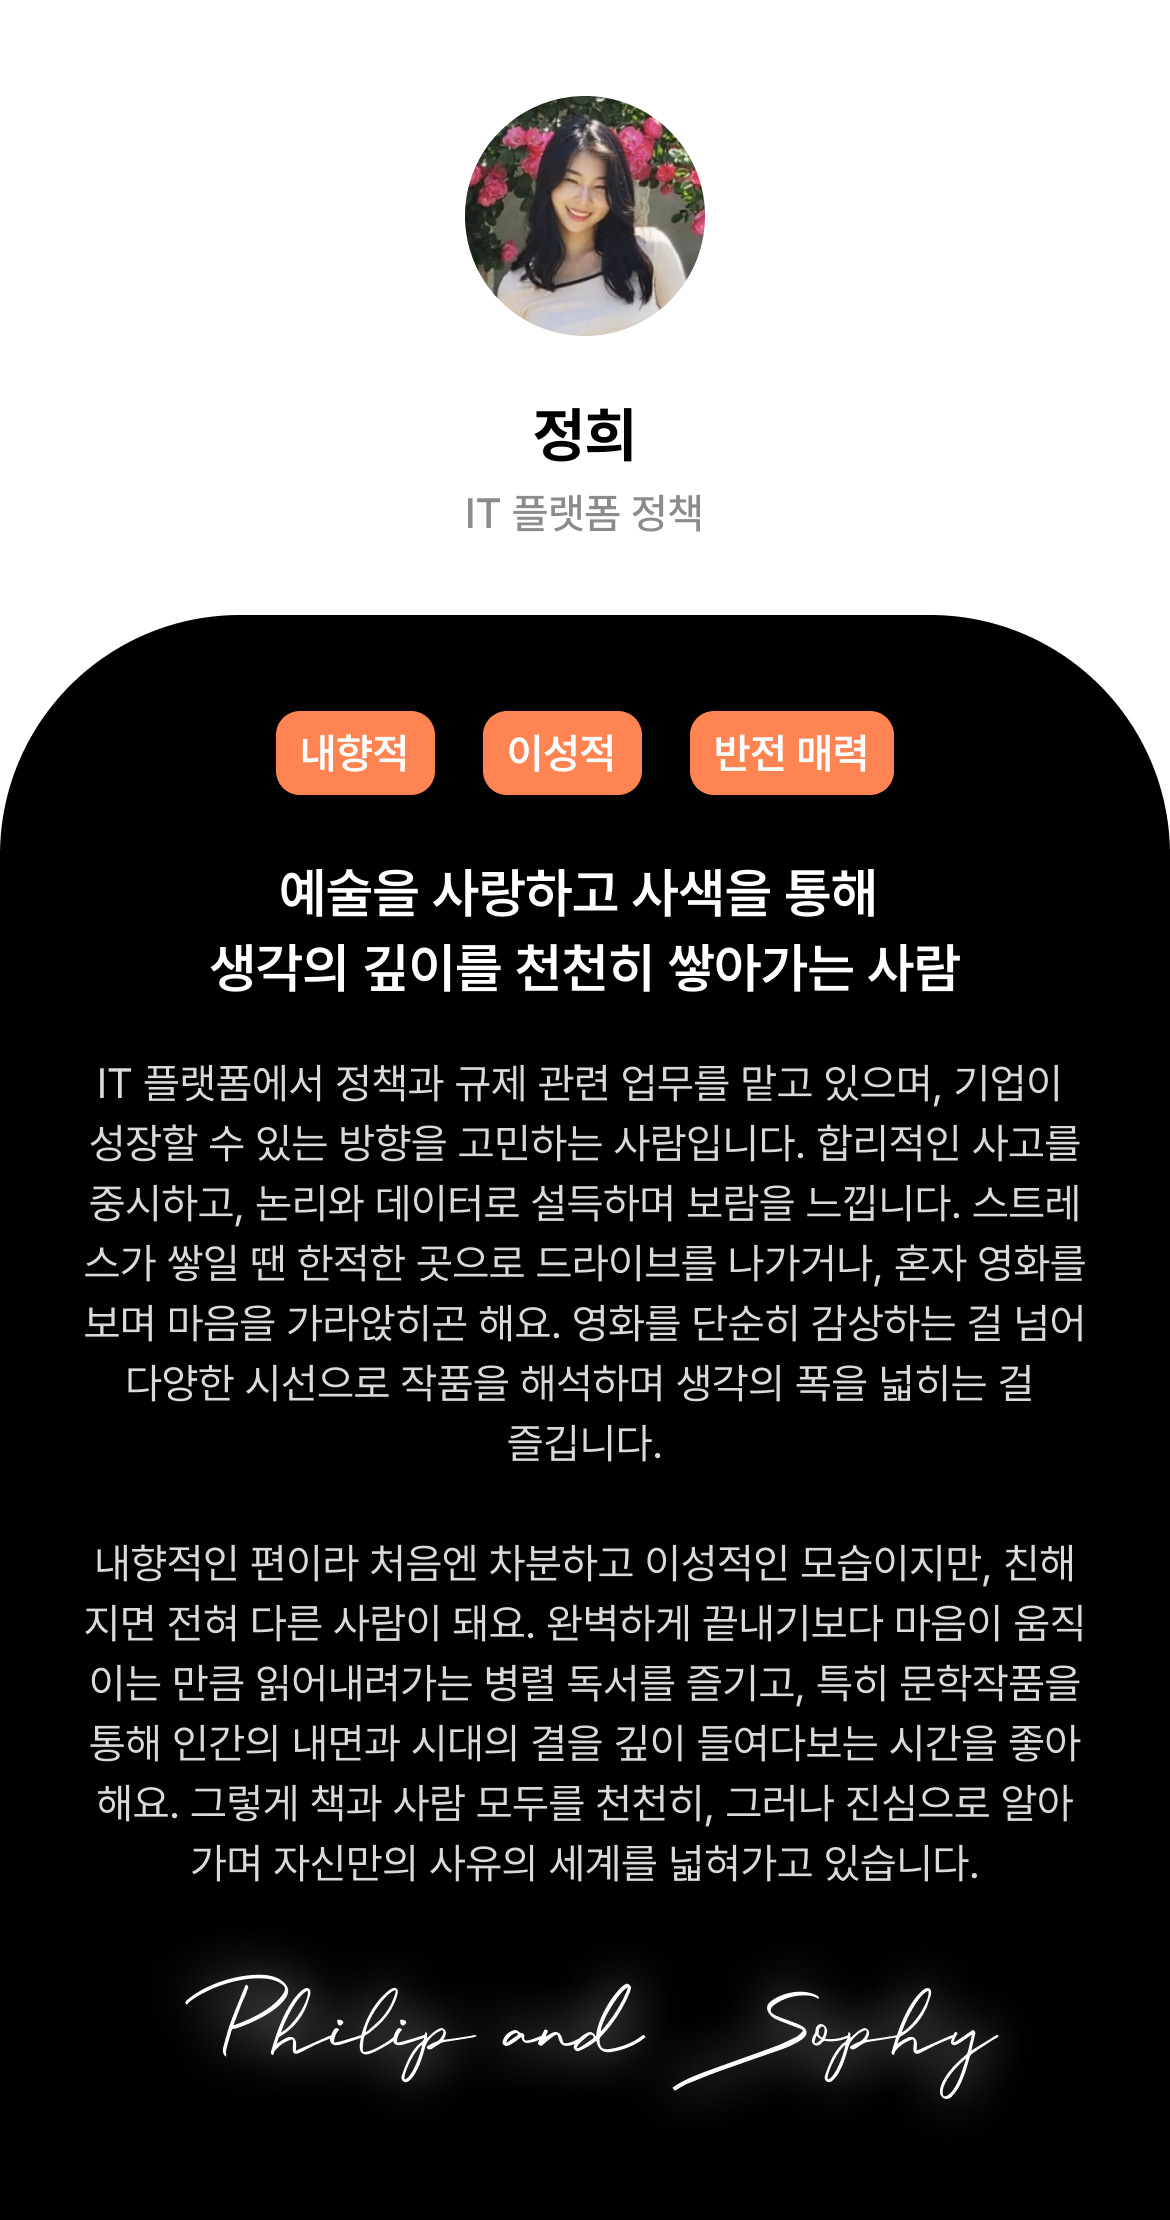 정희
IT 플랫폼 정책
내향적
이성적
반전 매력
예술을 사랑하고 사색을 통해
생각의 깊이를 천천히 쌓아가는 사람
IT 플랫폼에서 정책과 규제 관련 업무를 맡고 있으며, 기업이
성장할 수 있는 방향을 고민하는 사람입니다. 합리적인 사고를
중시하고, 논리와 데이터로 설득하며 보람을 느낍니다. 스트레
스가 쌓일 땐 한적한 곳으로 드라이브를 나가거나, 혼자 영화를
보며 마음을 가라앉히곤 해요. 영화를 단순히 감상하는 걸 넘어
다양한 시선으로 작품을 해석하며 생각의 폭을 넓히는 걸
즐깁니다.
내향적인 편이라 처음엔 차분하고 이성적인 모습이지만, 친해
지면 전혀 다른 사람이 돼요. 완벽하게 끝내기보다 마음이 움직
이는 만큼 읽어내려가는 병렬 독서를 즐기고, 특히 문학작품을
통해 인간의 내면과 시대의 결을 깊이 들여다보는 시간을 좋아
해요. 그렇게 책과 사람 모두를 천천히, 그러나 진심으로 알아
가며 자신만의 사유의 세계를 넓혀가고 있습니다.
Philip and Sophy